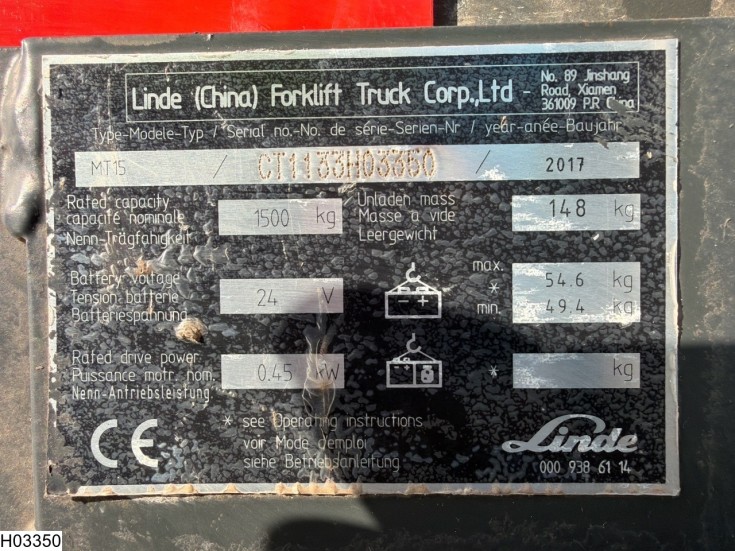 Linde (China) Forklift Truck Corp.,Ltd -
No. 89 Jinshang
Road, Xiamen
361009 P.R. China
Type-Modele-Typ / Serial no.-No. de série-Serien-Nr / year-anée-Baujahr
MT15 / CT1133H03350 / 2017
Rated capacity
capacité nominale
Nenn-Trägfahigkeit
1500 kg
Unladen mass
Masse a vide
Leergewicht
148 kg
Battery voltage
Tension batterie
Batteriespannung
24 V
max.
*
min.
54.6 kg
49.4
Rated drive power
Puissance motr. nom.
Nenn-Antriebsleistung
0.45 kW
* kg
CE
* see Operating instructions
voir Mode d'emploi
siehe Betriebsanleitung
Linde
000 938 61 14
H03350